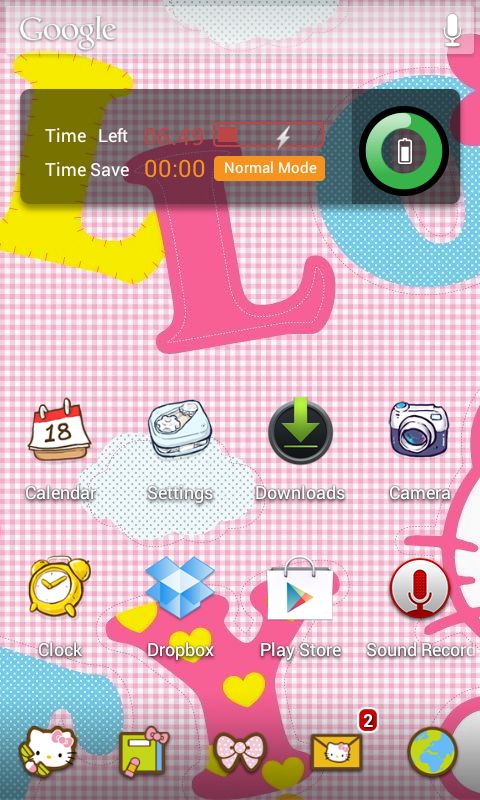 Google
Time Left 06:49
Time Save 00:00 Normal Mode
18
Calendar Settings Downloads Camera
Clock Dropbox Play Store Sound Record
2